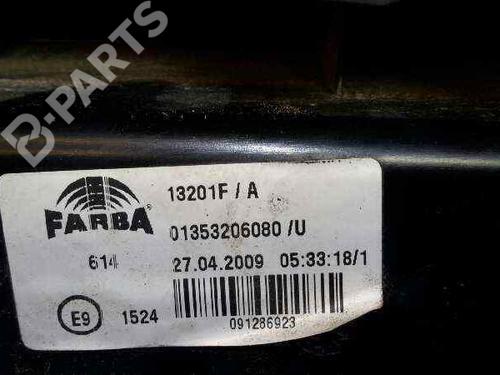 B-PARTS
FARBA®
13201F / A
01353206080 /U
614
27.04.2009 05:33:18/1
E9
1524
091286923